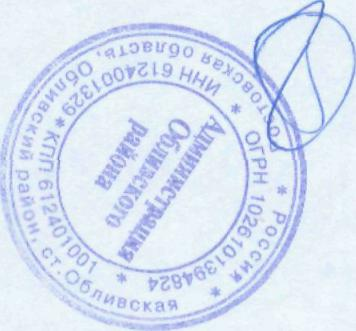 * Россия * Ростовская область, Обливский район, ст.Обливская
* ОГРН 1026101394824 * ИНН 6124001329 * КПП 612401001
Администрация
Обливского
района